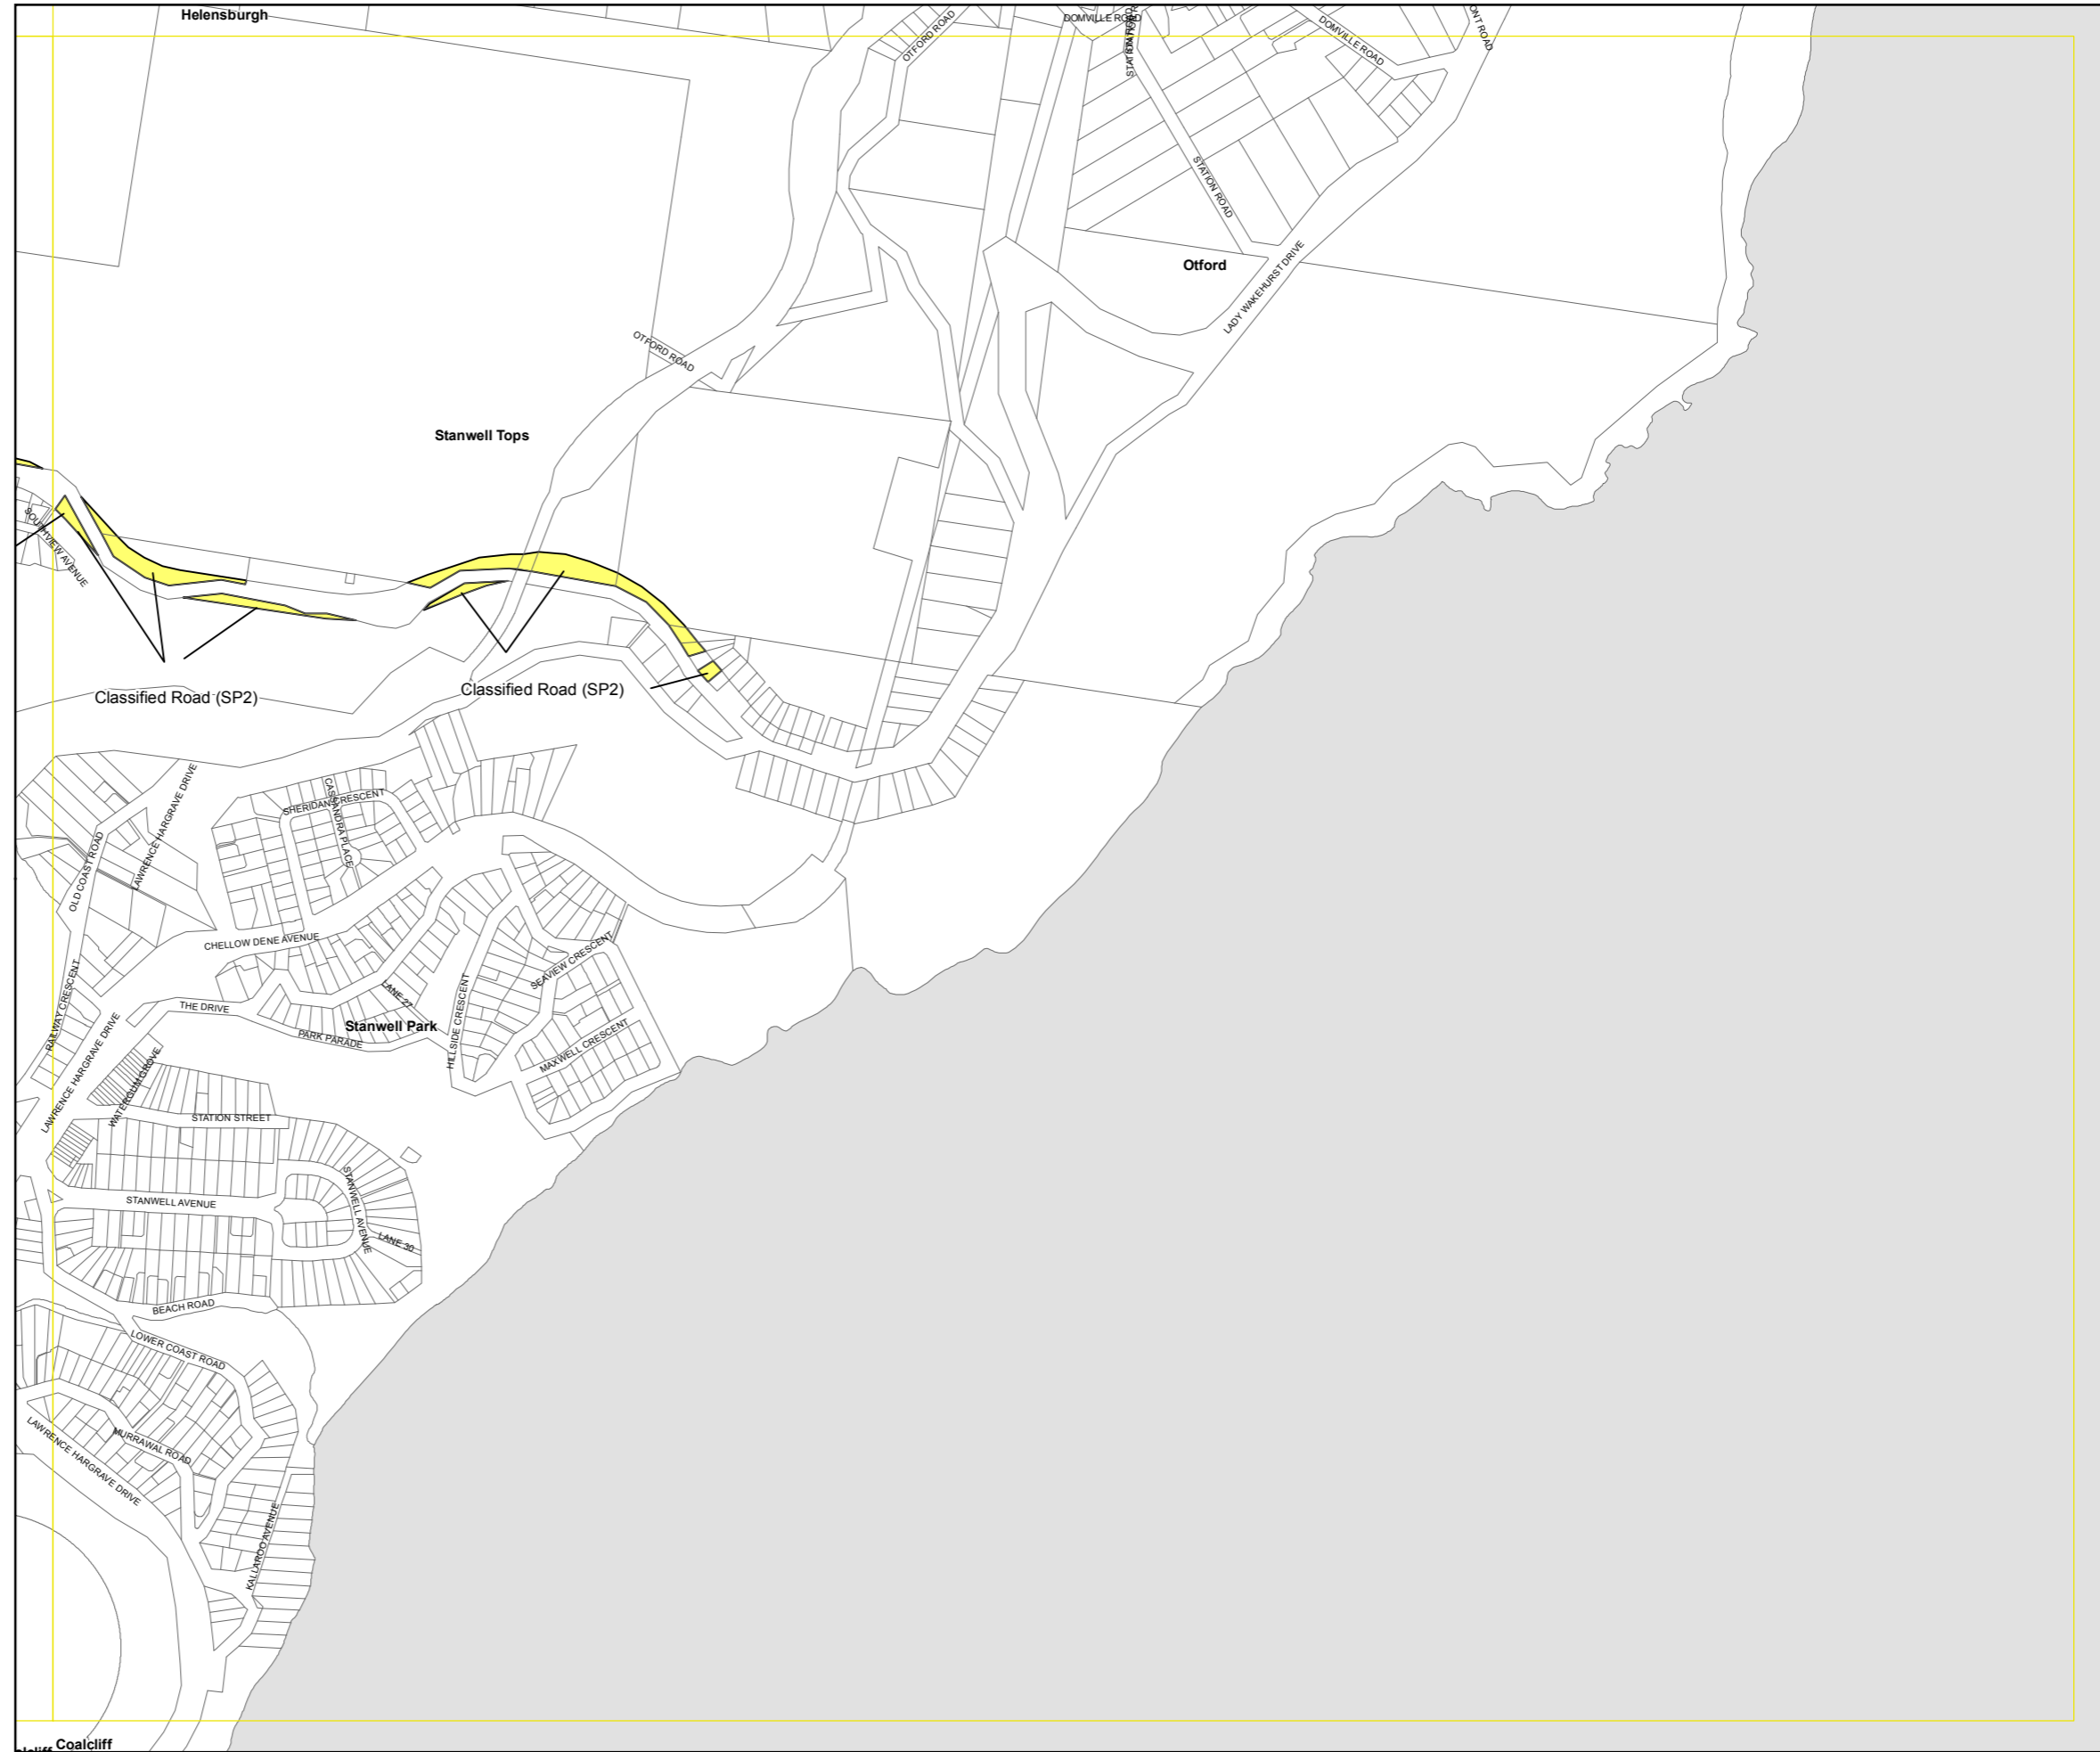 Helensburgh
DOMVILLE ROAD
OTFORD ROAD
DOMVILLE ROAD
ONT ROAD
STATION ROAD
LADY WAKEHURST DRIVE
Otford
OTFORD ROAD
Stanwell Tops
SOUTHVIEW AVENUE
Classified Road (SP2)
Classified Road (SP2)
LAWRENCE HARGRAVE DRIVE
SHERIDAN CRESCENT
CASSANDRA PLACE
OLD COAST ROAD
CHELLOW DENE AVENUE
SEAVIEW CRESCENT
RAILWAY CRESCENT
LANE 27
HILLSIDE CRESCENT
THE DRIVE
Stanwell Park
PARK PARADE
MAXWELL CRESCENT
LAWRENCE HARGRAVE DRIVE
WATERGUM GROVE
STATION STREET
STANWELL AVENUE
STANWELL AVENUE
LANE 30
BEACH ROAD
LOWER COAST ROAD
MURRAWAL ROAD
LAWRENCE HARGRAVE DRIVE
KALLAROO AVENUE
Coalcliff